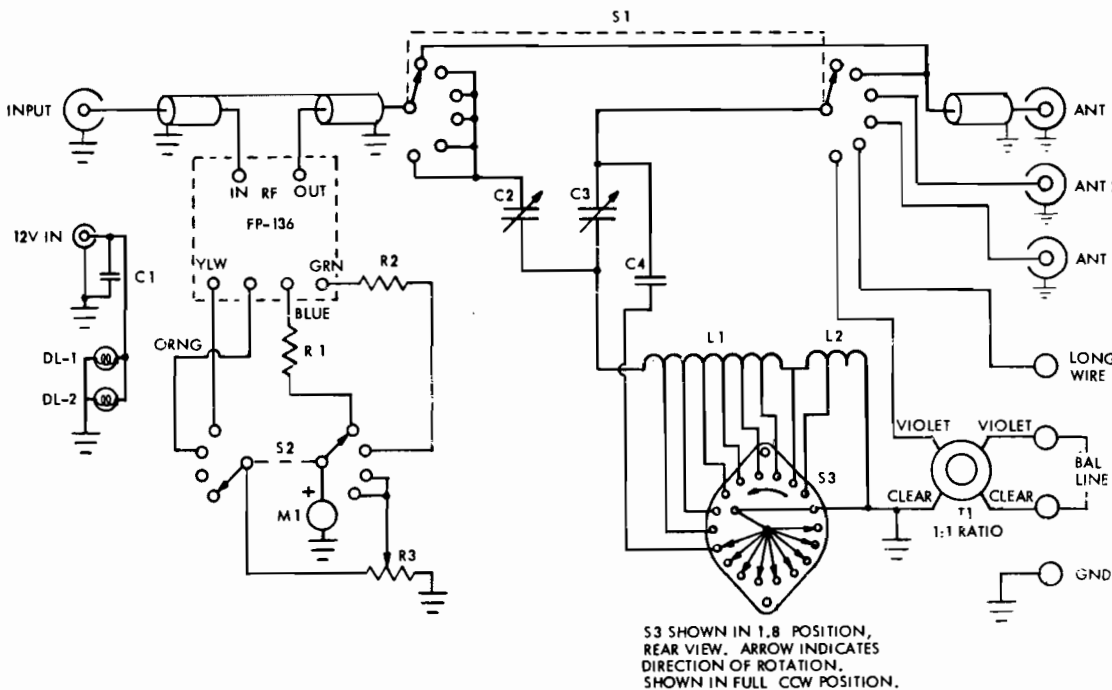 S1
INPUT
ANT
IN RF OUT
FP-136
C2
C3
ANT
12V IN
C1
YLW
GRN
R2
C4
ANT
BLUE
ORNG
R1
L1
L2
DL-1
DL-2
LONG
WIRE
VIOLET
VIOLET
S2
S3
BAL
LINE
+
M1
CLEAR
CLEAR
T1
1:1 RATIO
R3
GND
S3 SHOWN IN 1.8 POSITION,
REAR VIEW. ARROW INDICATES
DIRECTION OF ROTATION.
SHOWN IN FULL CCW POSITION.